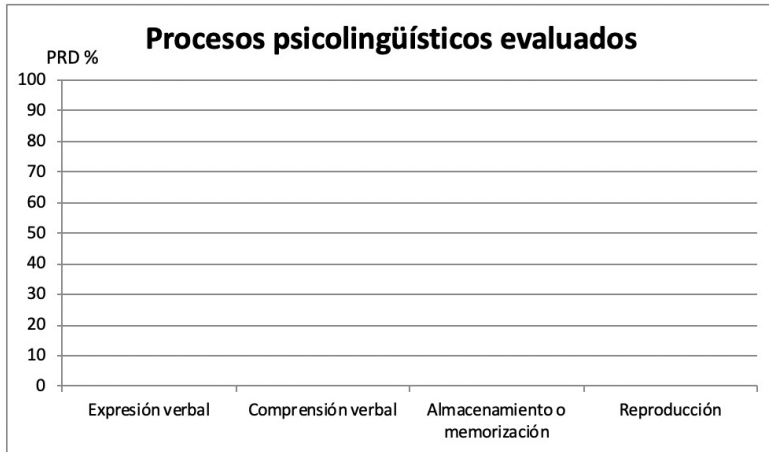 Procesos psicolingüísticos evaluados
PRD %
100
90
80
70
60
50
40
30
20
10
0
Expresión verbal Comprensión verbal Almacenamiento o Reproducción
memorización